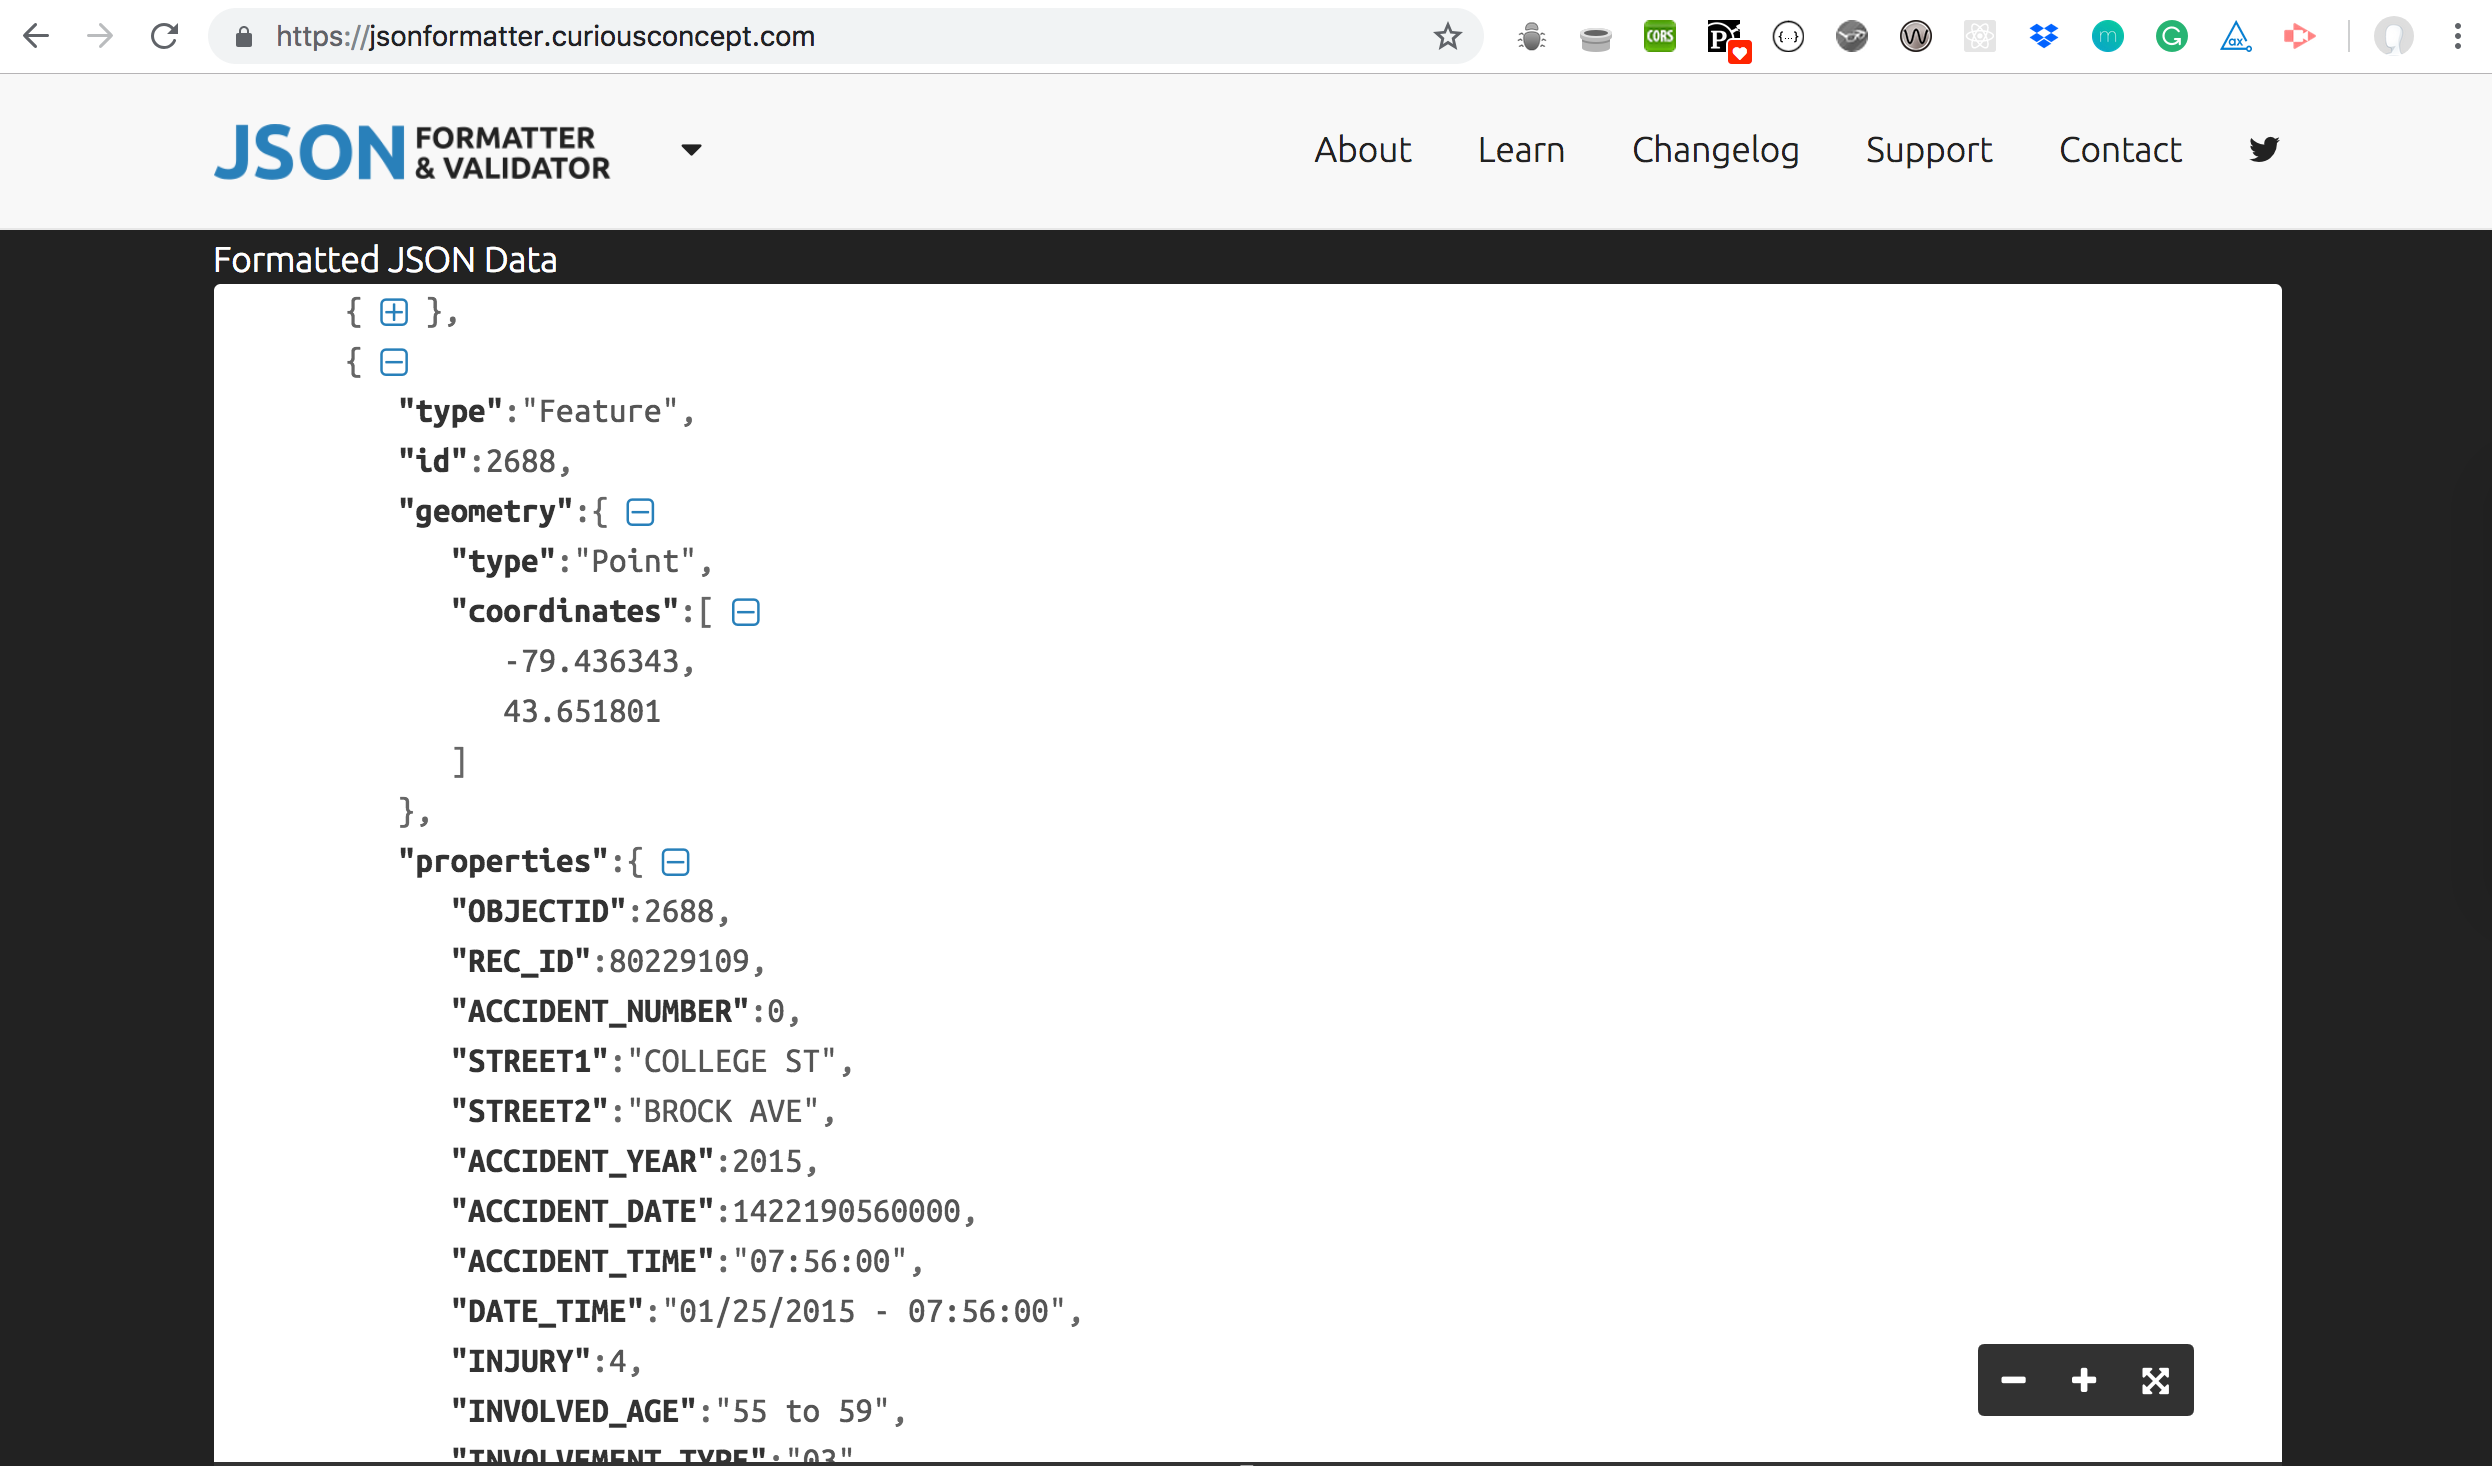 https://jsonformatter.curiousconcept.com
CORS
P
{...}
W
m
G
ax
JSON FORMATTER & VALIDATOR
About Learn Changelog Support Contact
Formatted JSON Data
{ },
{
"type":"Feature",
"id":2688,
"geometry":{
"type":"Point",
"coordinates":[
-79.436343,
43.651801
]
},
"properties":{
"OBJECTID":2688,
"REC_ID":80229109,
"ACCIDENT_NUMBER":0,
"STREET1":"COLLEGE ST",
"STREET2":"BROCK AVE",
"ACCIDENT_YEAR":2015,
"ACCIDENT_DATE":1422190560000,
"ACCIDENT_TIME":"07:56:00",
"DATE_TIME":"01/25/2015 - 07:56:00",
"INJURY":4,
"INVOLVED_AGE":"55 to 59",
"INVOLVEMENT_TYPE":"03"